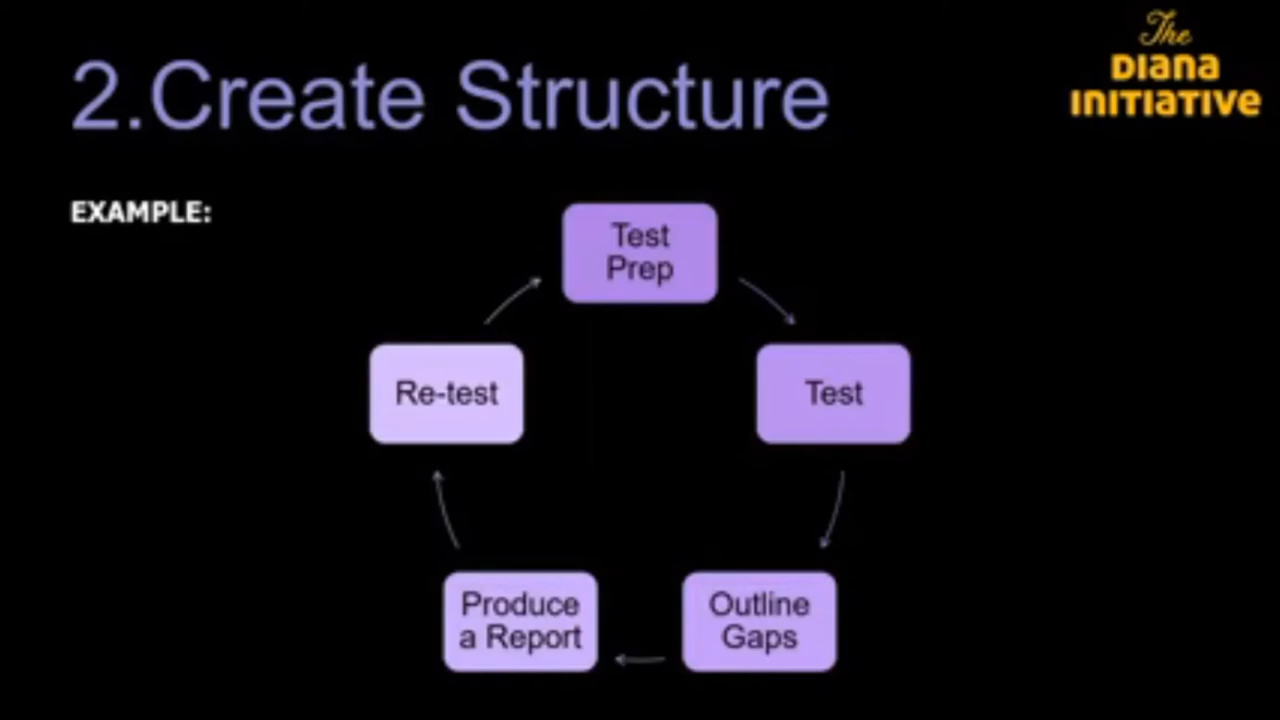 The
Diana
Initiative
2.Create Structure
EXAMPLE:
Test
Prep
Re-test
Test
Produce
a Report
Outline
Gaps